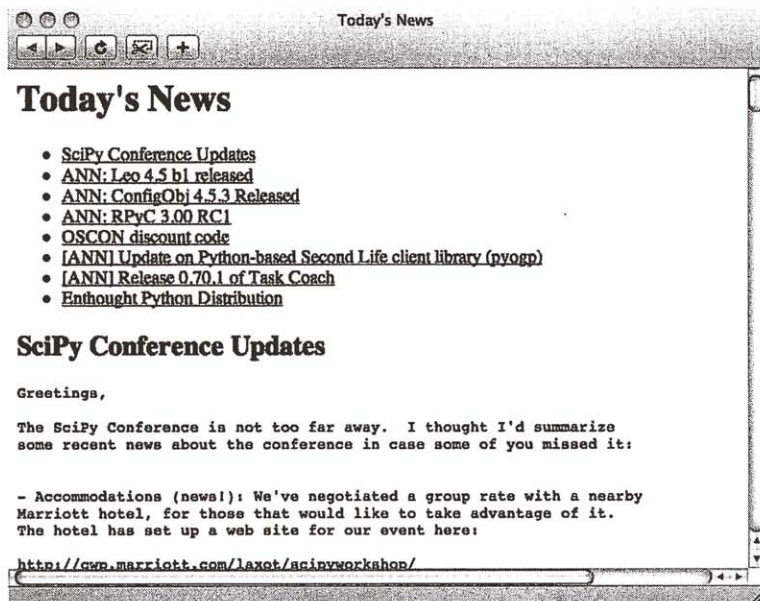 Today's News
Today's News
SciPy Conference Updates
ANN: Leo 4.5 b1 released
ANN: ConfigObj 4.5.3 Released
ANN: RPyC 3.00 RC1
OSCON discount code
[ANN] Update on Python-based Second Life client library (pyogp)
[ANN] Release 0.70.1 of Task Coach
Enthought Python Distribution
SciPy Conference Updates
Greetings,
The SciPy Conference is not too far away. I thought I'd summarize
some recent news about the conference in case some of you missed it:
- Accommodations (news!): We've negotiated a group rate with a nearby
Marriott hotel, for those that would like to take advantage of it.
The hotel has set up a web site for our event here:
http://cwp.marriott.com/laxot/scipyworkshop/